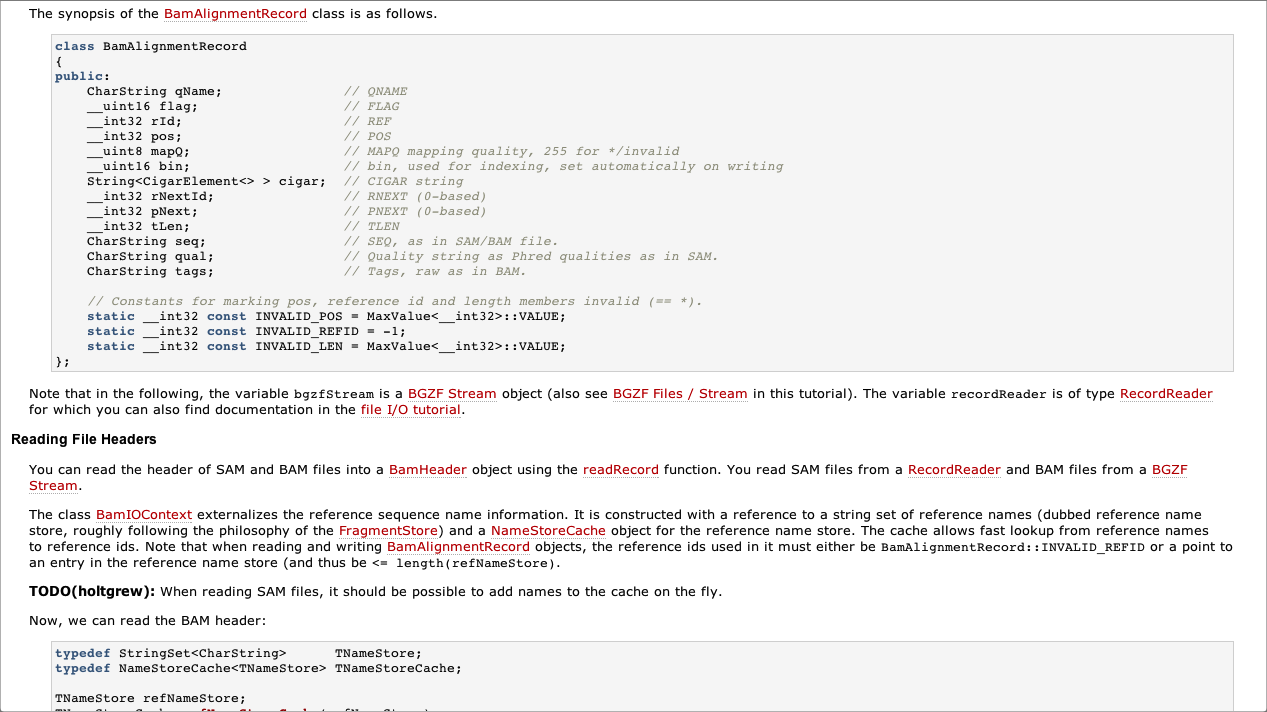 The synopsis of the BamAlignmentRecord class is as follows.
class BamAlignmentRecord
{
public:
    CharString qName;               // QNAME
    __uint16 flag;                  // FLAG
    __int32 rId;                    // REF
    __int32 pos;                    // POS
    __uint8 mapQ;                   // MAPQ mapping quality, 255 for */invalid
    __uint16 bin;                   // bin, used for indexing, set automatically on writing
    String<CigarElement<> > cigar;  // CIGAR string
    __int32 rNextId;                // RNEXT (0-based)
    __int32 pNext;                  // PNEXT (0-based)
    __int32 tLen;                   // TLEN
    CharString seq;                 // SEQ, as in SAM/BAM file.
    CharString qual;                // Quality string as Phred qualities as in SAM.
    CharString tags;                // Tags, raw as in BAM.
    // Constants for marking pos, reference id and length members invalid (== *).
    static __int32 const INVALID_POS = MaxValue<__int32>::VALUE;
    static __int32 const INVALID_REFID = -1;
    static __int32 const INVALID_LEN = MaxValue<__int32>::VALUE;
};
Note that in the following, the variable bgzfStream is a BGZF Stream object (also see BGZF Files / Stream in this tutorial). The variable recordReader is of type RecordReader
for which you can also find documentation in the file I/O tutorial.
Reading File Headers
You can read the header of SAM and BAM files into a BamHeader object using the readRecord function. You read SAM files from a RecordReader and BAM files from a BGZF
Stream.
The class BamIOContext externalizes the reference sequence name information. It is constructed with a reference to a string set of reference names (dubbed reference name
store, roughly following the philosophy of the FragmentStore) and a NameStoreCache object for the reference name store. The cache allows fast lookup from reference names
to reference ids. Note that when reading and writing BamAlignmentRecord objects, the reference ids used in it must either be BamAlignmentRecord::INVALID_REFID or a point to
an entry in the reference name store (and thus be <= length(refNameStore).
TODO(holtgrew): When reading SAM files, it should be possible to add names to the cache on the fly.
Now, we can read the BAM header:
typedef StringSet<CharString>      TNameStore;
typedef NameStoreCache<TNameStore> TNameStoreCache;
TNameStore refNameStore;